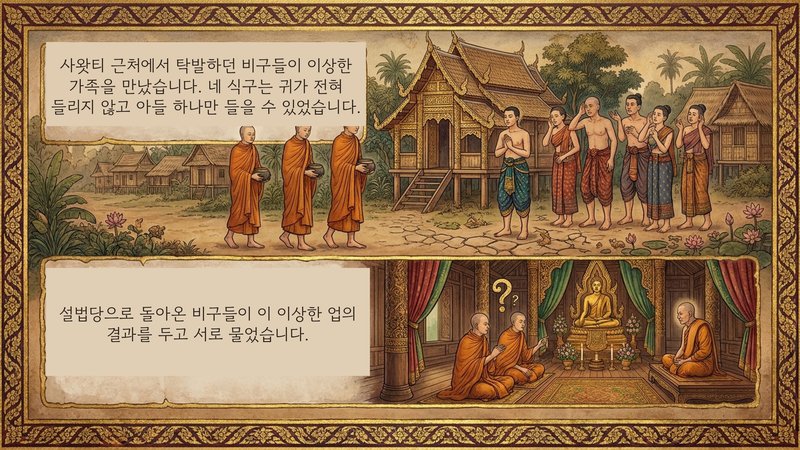 사왓티 근처에서 탁발하던 비구들이 이상한
가족을 만났습니다. 네 식구는 귀가 전혀
들리지 않고 아들 하나만 들을 수 있었습니다.
??
설법당으로 돌아온 비구들이 이 이상한 업의
결과를 두고 서로 물었습니다.